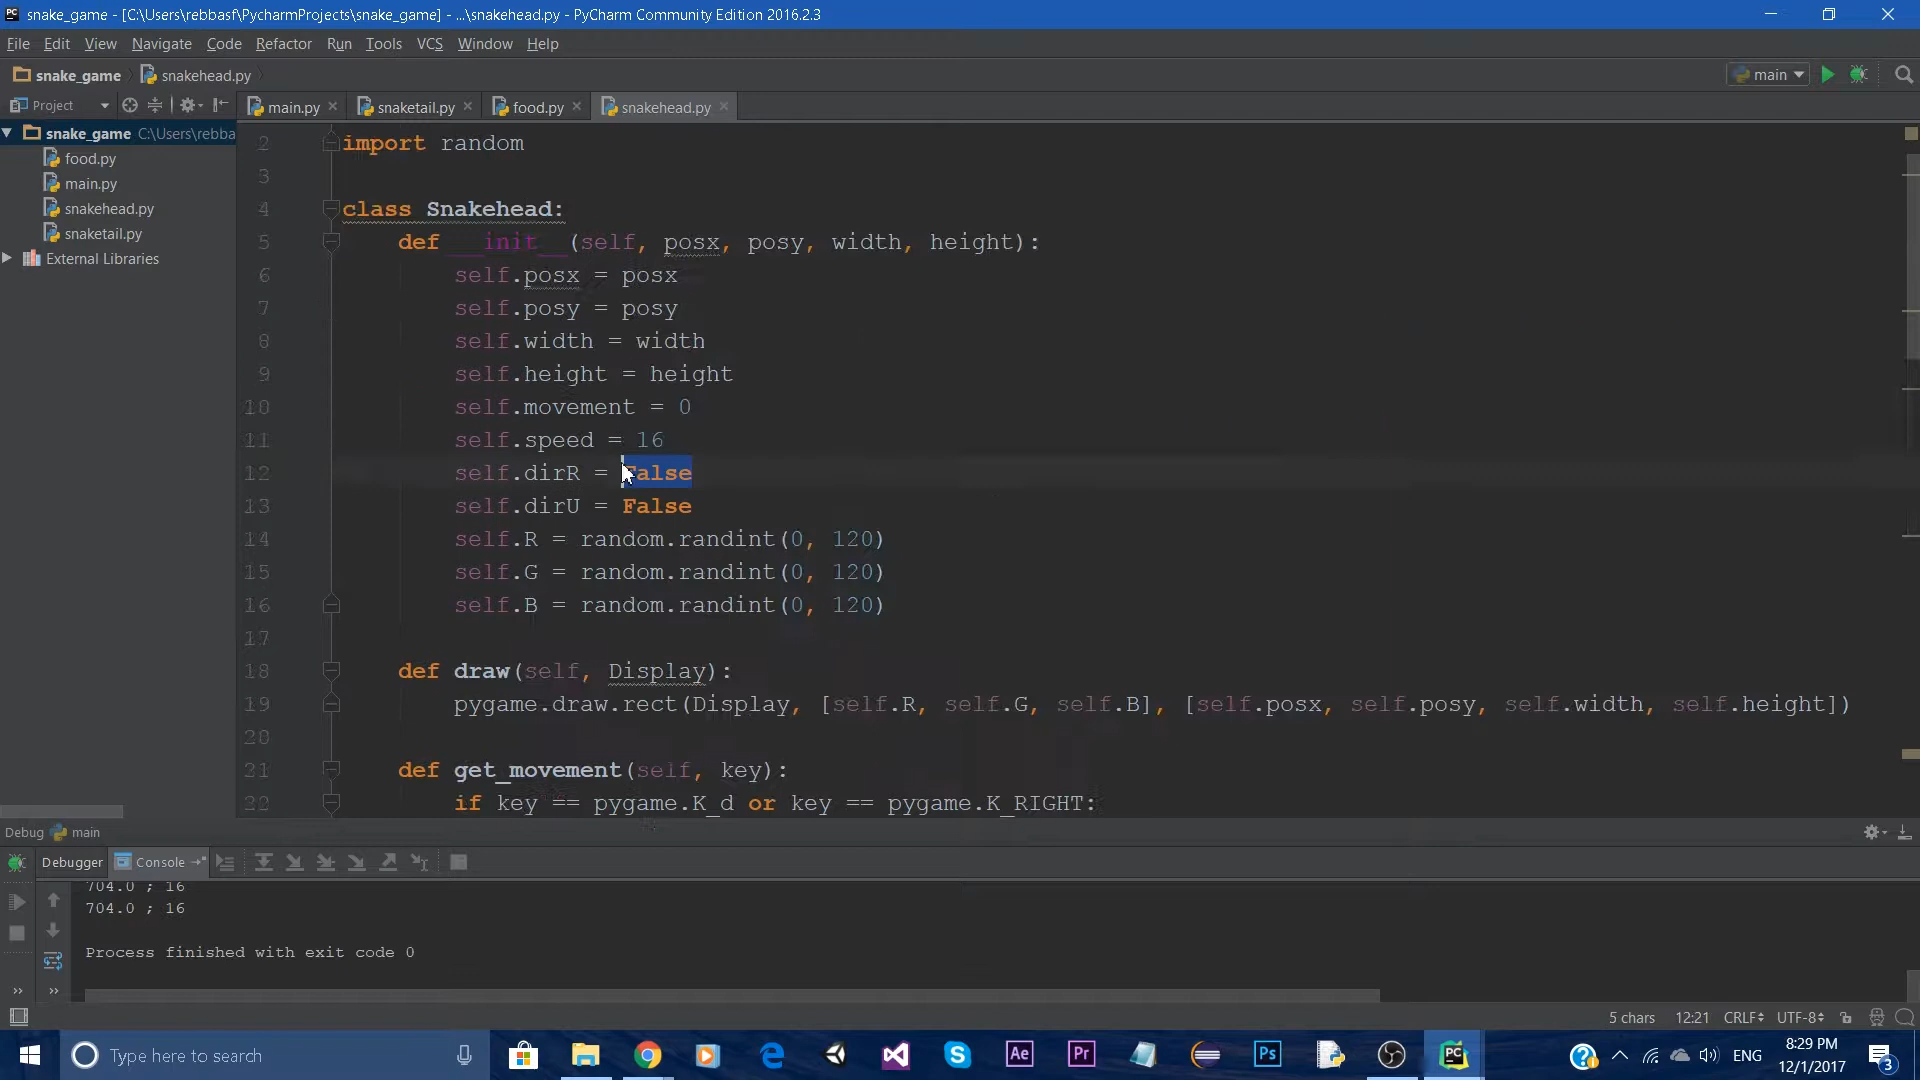 snake_game - [C:\Users\rebbasf\PycharmProjects\snake_game] - ...\snakehead.py - PyCharm Community Edition 2016.2.3
File Edit View Navigate Code Refactor Run Tools VCS Window Help
snake_game snakehead.py main
Project main.py snaketail.py food.py snakehead.py
snake_game C:\Users\rebba
food.py
main.py
snakehead.py
snaketail.py
External Libraries
2 import random
3
4 class Snakehead:
5 def __init__(self, posx, posy, width, height):
6 self.posx = posx
7 self.posy = posy
8 self.width = width
9 self.height = height
10 self.movement = 0
11 self.speed = 16
12 self.dirR = False
13 self.dirU = False
14 self.R = random.randint(0, 120)
15 self.G = random.randint(0, 120)
16 self.B = random.randint(0, 120)
17
18 def draw(self, Display):
19 pygame.draw.rect(Display, [self.R, self.G, self.B], [self.posx, self.posy, self.width, self.height])
20
21 def get_movement(self, key):
22 if key == pygame.K_d or key == pygame.K_RIGHT:
Debug main
Debugger Console
704.0 ; 16
704.0 ; 16
Process finished with exit code 0
5 chars 12:21 CRLF UTF-8
Type here to search
Ae Pr Ps PC
ENG
8:29 PM
12/1/2017
3